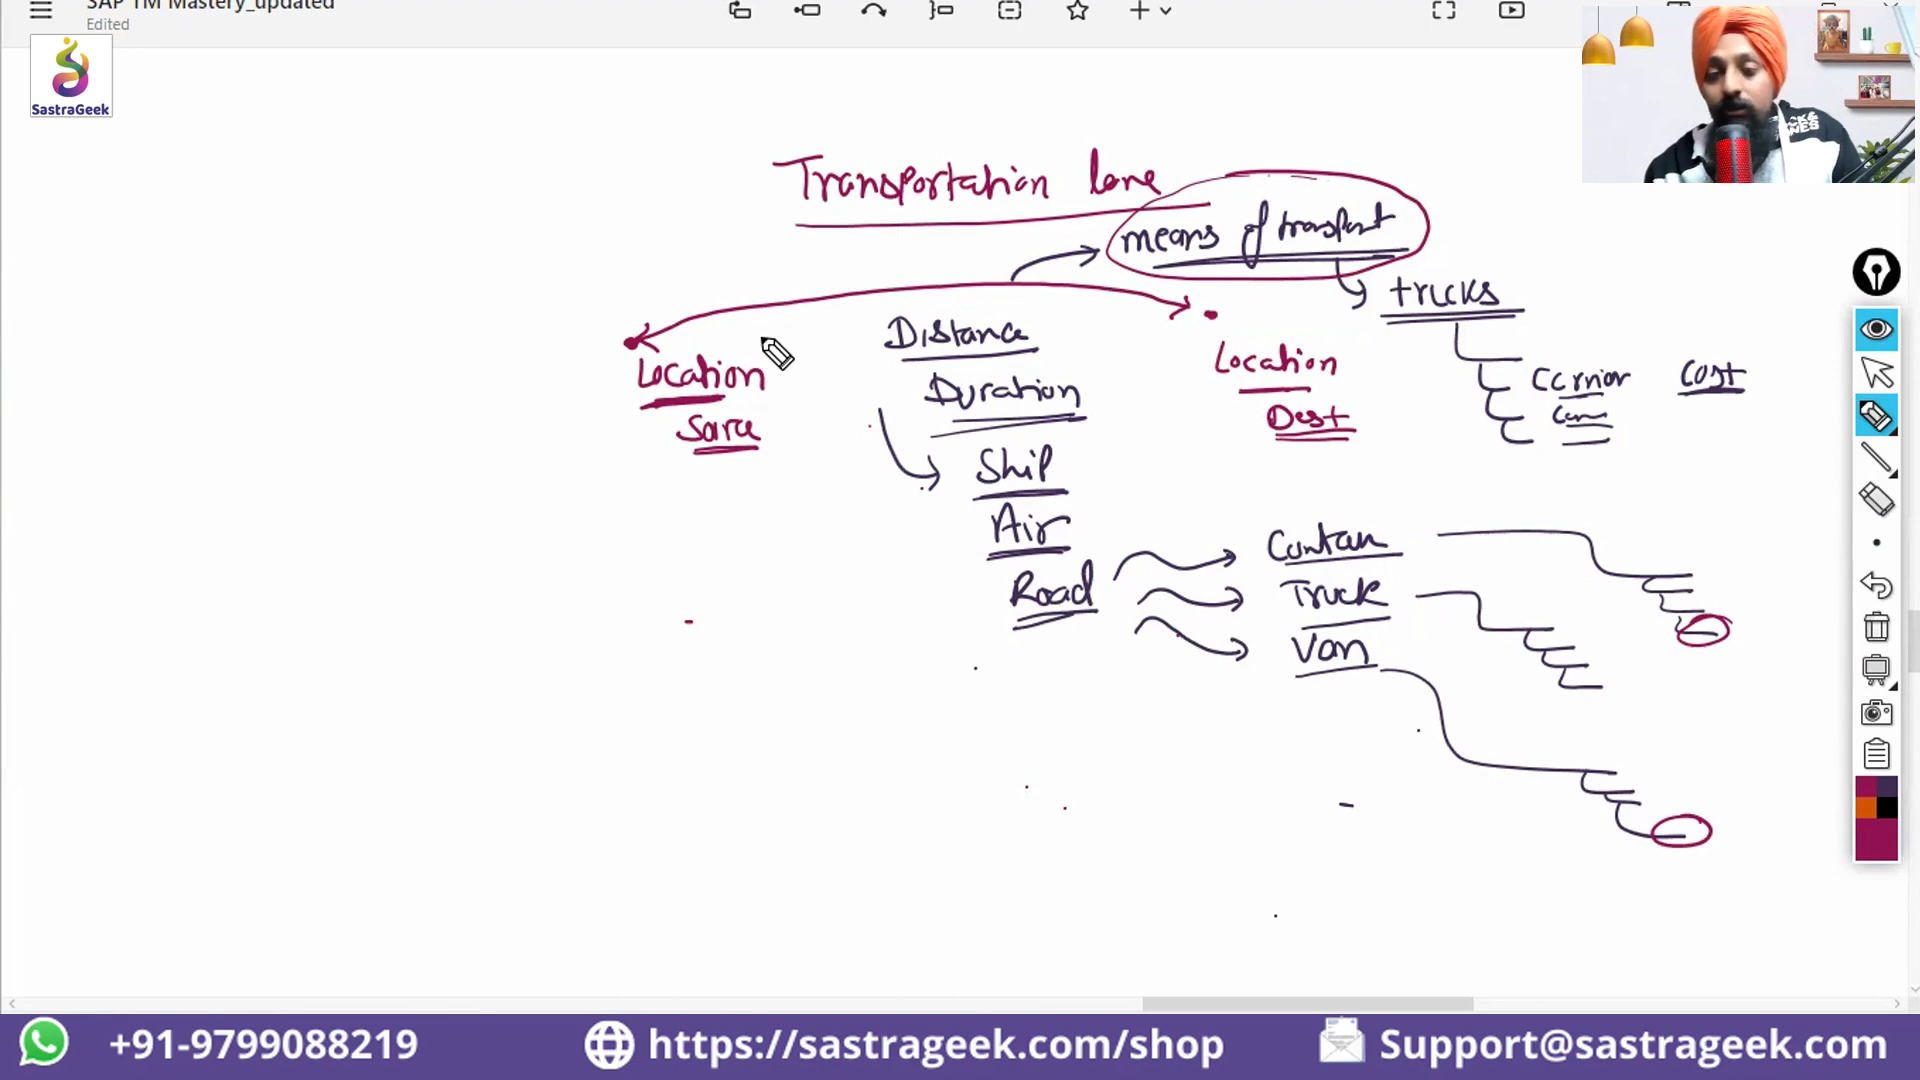 SAP TM Mastery_updated
Edited
SastraGeek
Transportation lane
means of transport
trucks
Distance
Location
Location
Duration
Carrier
Cost
Dest
Ship
Air
Road
Truck
Van
+91-9799088219
https://sastrageek.com/shop
Support@sastrageek.com